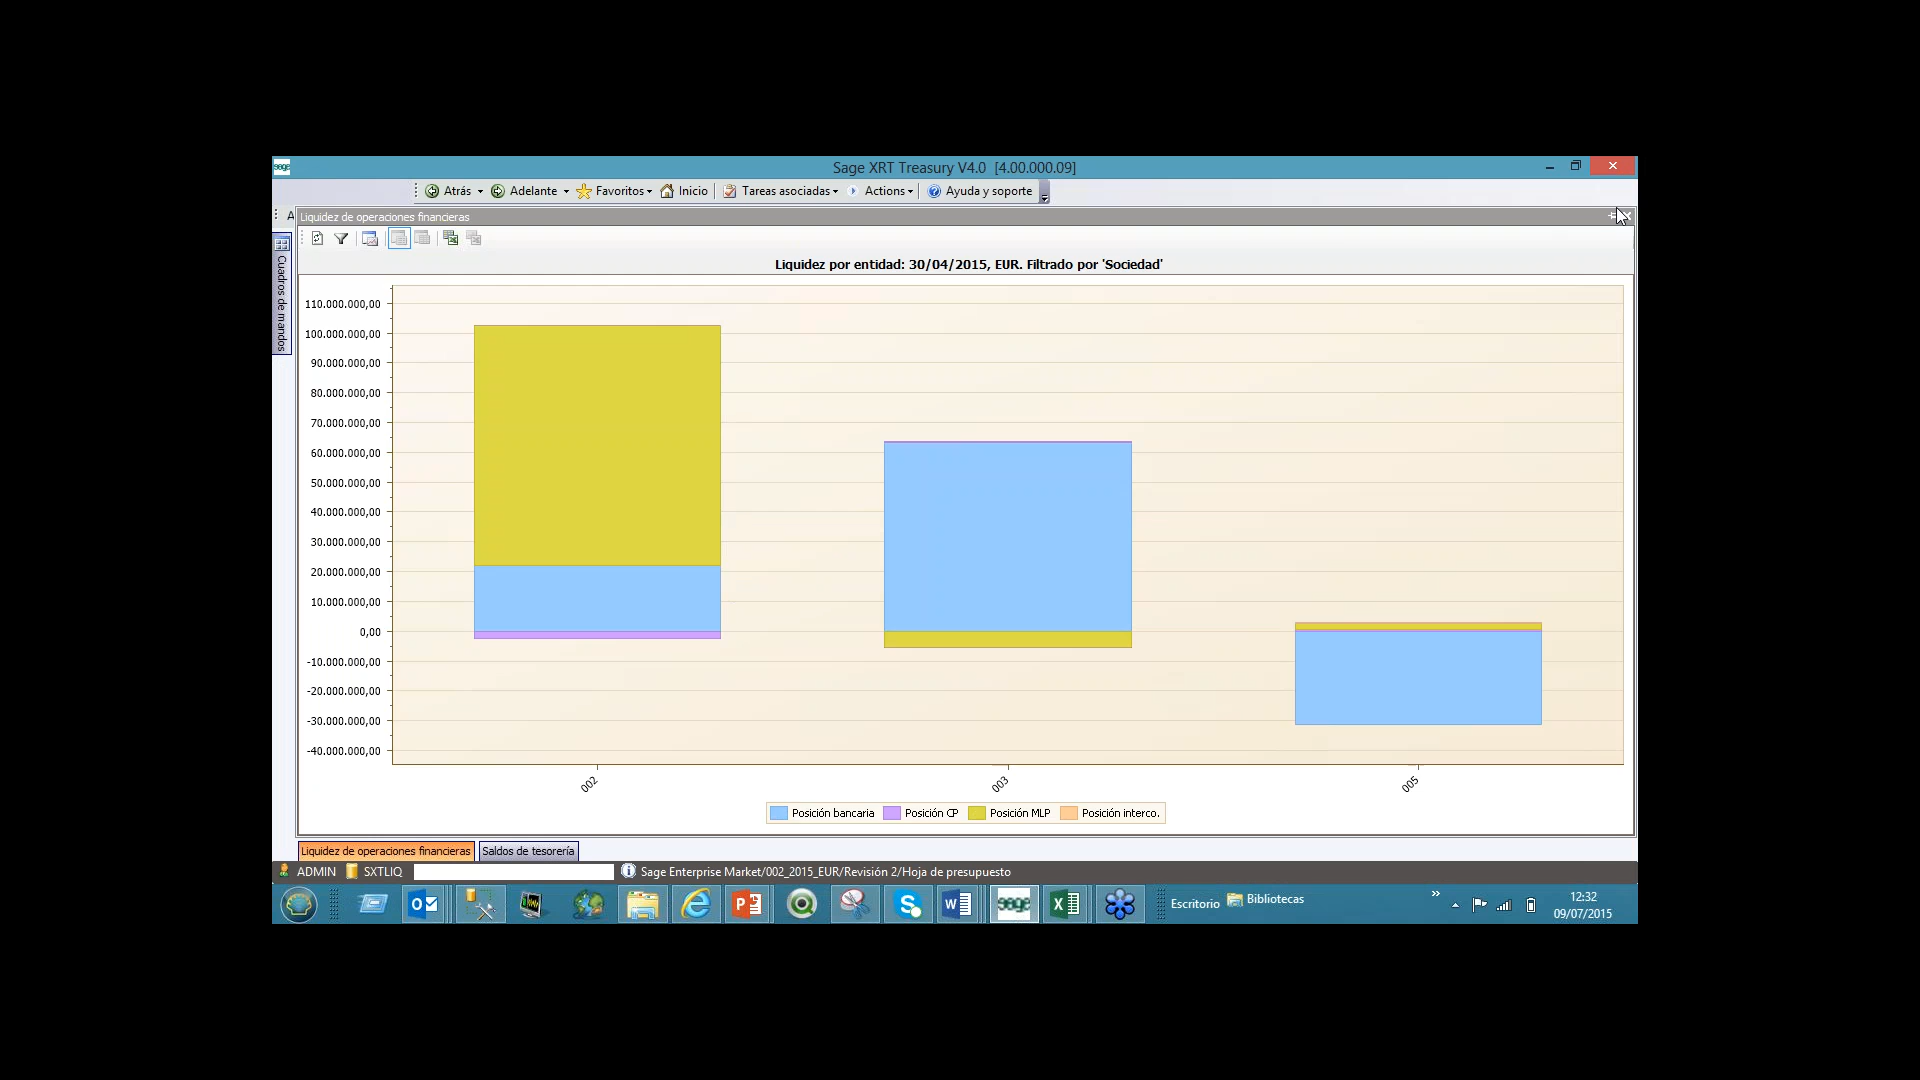 sage
Sage XRT Treasury V4.0 [4.00.000.09]
Atrás Adelante Favoritos Inicio Tareas asociadas Actions Ayuda y soporte
A
Liquidez de operaciones financieras
Cuadros de mandos
Liquidez por entidad: 30/04/2015, EUR. Filtrado por 'Sociedad'
110.000.000,00
100.000.000,00
90.000.000,00
80.000.000,00
70.000.000,00
60.000.000,00
50.000.000,00
40.000.000,00
30.000.000,00
20.000.000,00
10.000.000,00
0,00
-10.000.000,00
-20.000.000,00
-30.000.000,00
-40.000.000,00
002 003 005
Posición bancaria Posición CP Posición MLP Posición interco.
Liquidez de operaciones financieras Saldos de tesorería
ADMIN SXTLIQ Sage Enterprise Market/002_2015_EUR/Revisión 2/Hoja de presupuesto
sage
Escritorio Bibliotecas
12:32
09/07/2015